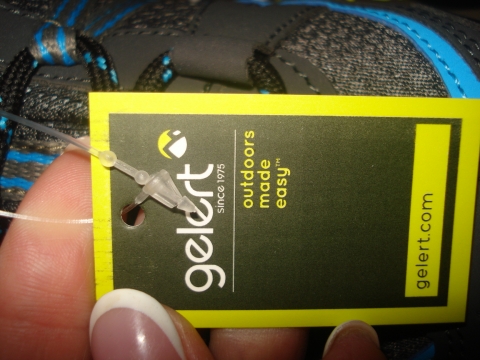 gelert
since 1975
outdoors
made
easy™
gelert.com